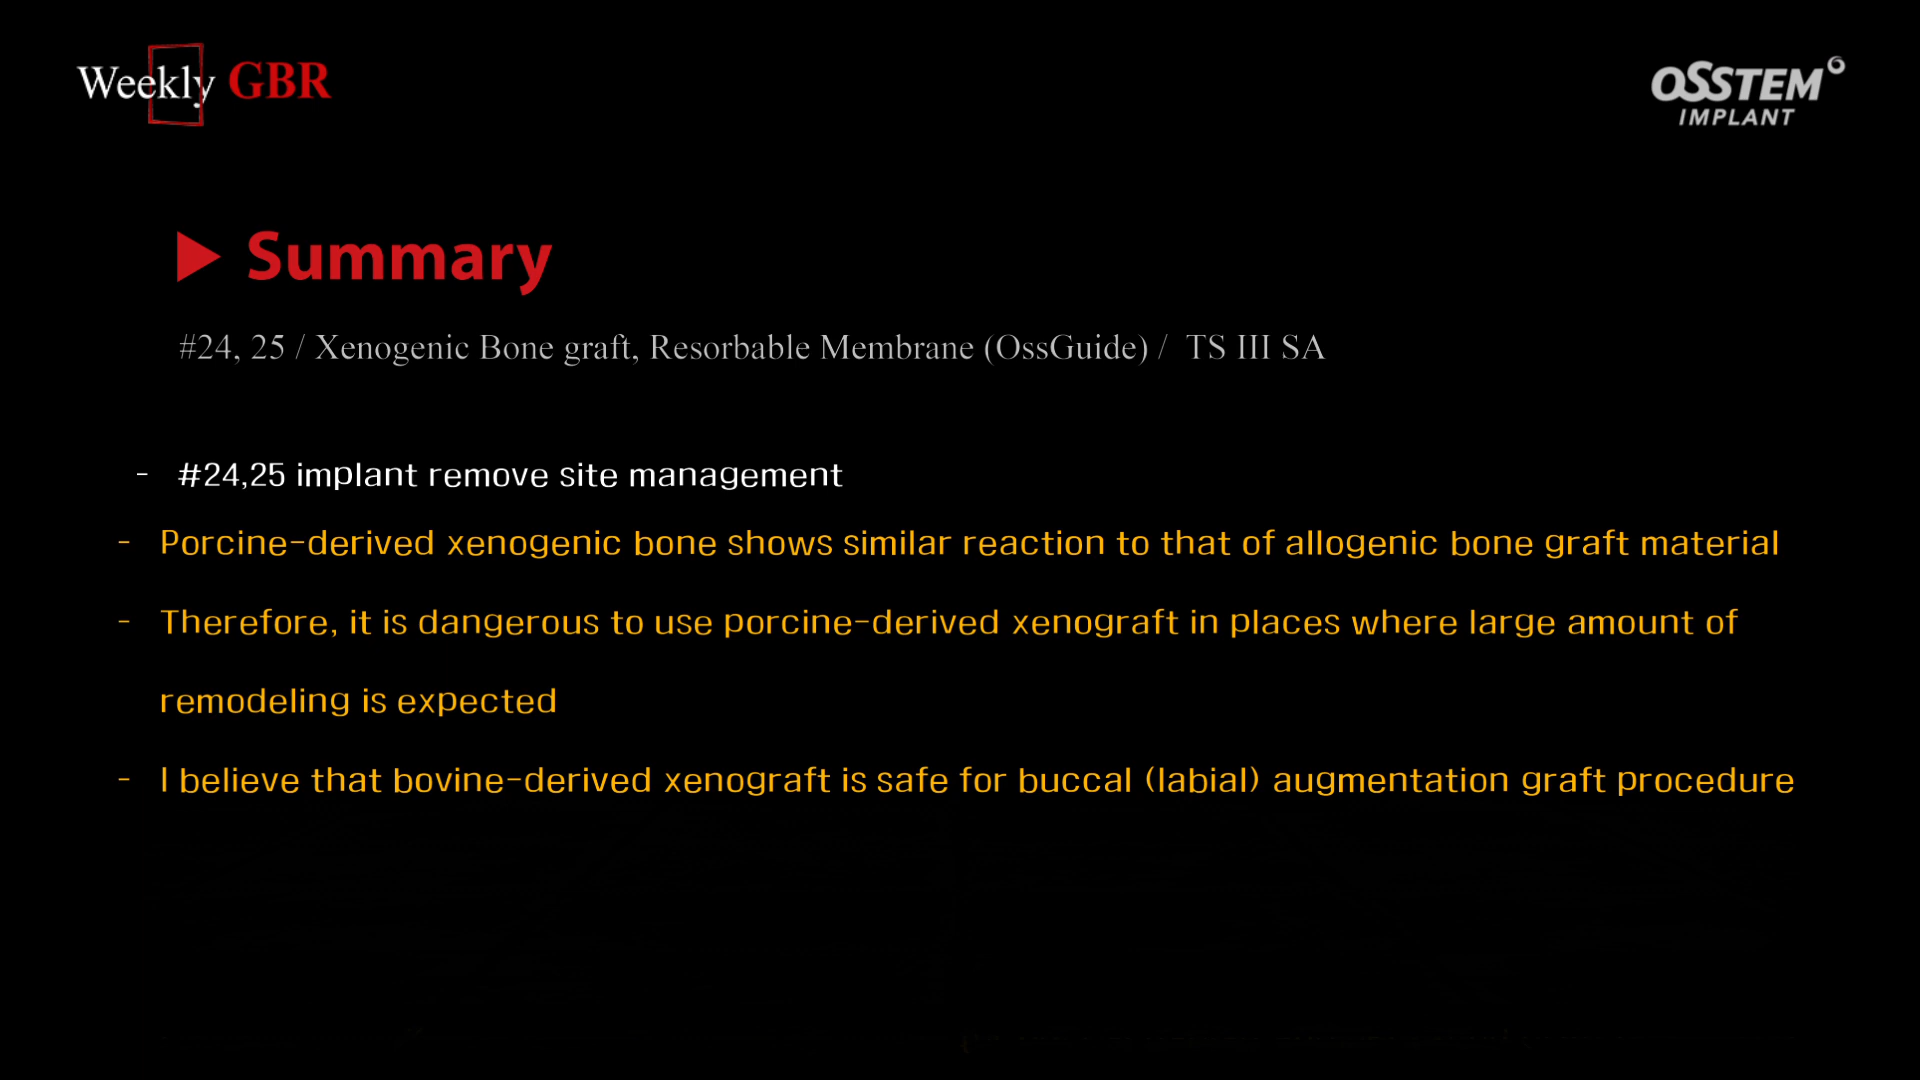 Weekly GBR
OSSTEM
IMPLANT
▶ Summary
#24, 25 / Xenogenic Bone graft, Resorbable Membrane (OssGuide) / TS III SA
- #24,25 implant remove site management
- Porcine-derived xenogenic bone shows similar reaction to that of allogenic bone graft material
- Therefore, it is dangerous to use porcine-derived xenograft in places where large amount of
remodeling is expected
- I believe that bovine-derived xenograft is safe for buccal (labial) augmentation graft procedure